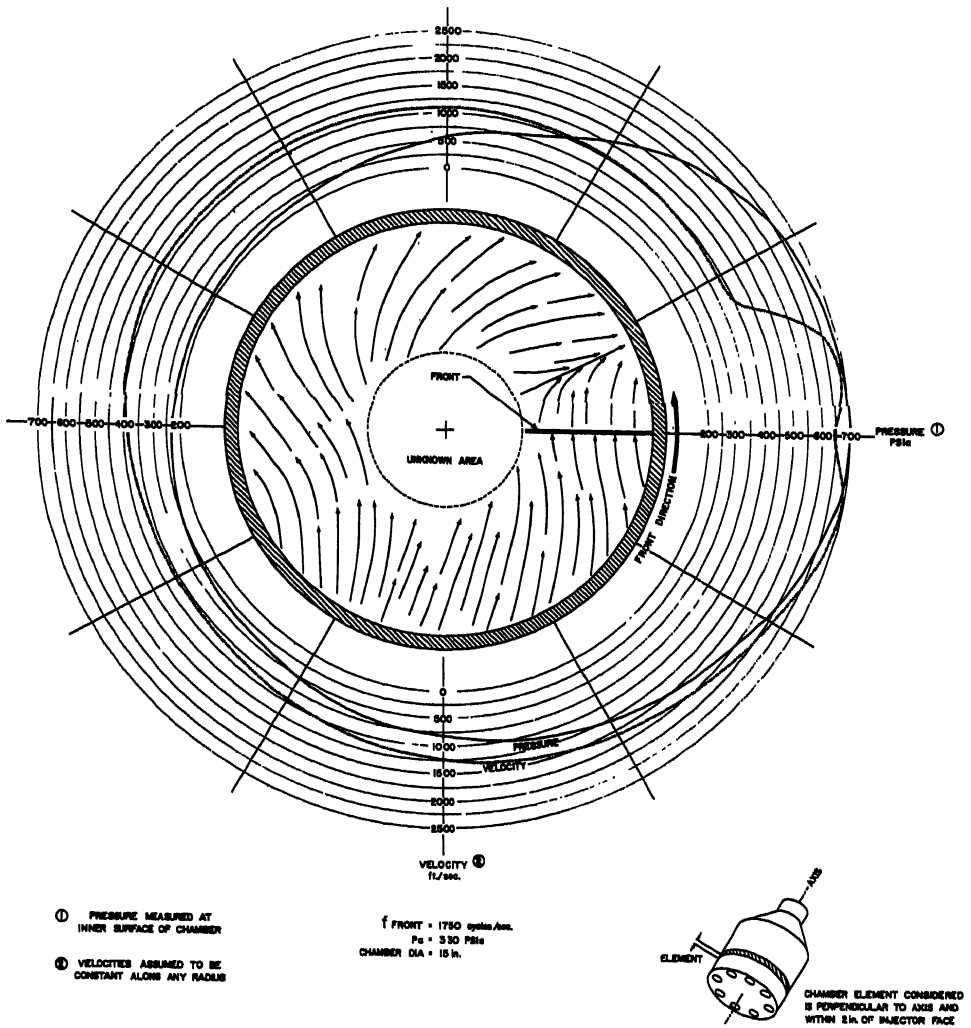 2500
2000
1500
1000
500
0
FRONT
UNKNOWN AREA
700 600 500 400 300 200
200 300 400 500 600 700
PRESSURE ①
PSIa
FRONT DIRECTION
0
500
1000
PRESSURE
VELOCITY
1500
2000
2500
VELOCITY ②
ft./sec.
① PRESSURE MEASURED AT
INNER SURFACE OF CHAMBER
② VELOCITIES ASSUMED TO BE
CONSTANT ALONG ANY RADIUS
f FRONT = 1750 cycles/sec.
Pc = 330 PSIa
CHAMBER DIA = 15 in.
AXIS
ELEMENT
CHAMBER ELEMENT CONSIDERED
IS PERPENDICULAR TO AXIS AND
WITHIN 2 in. OF INJECTOR FACE